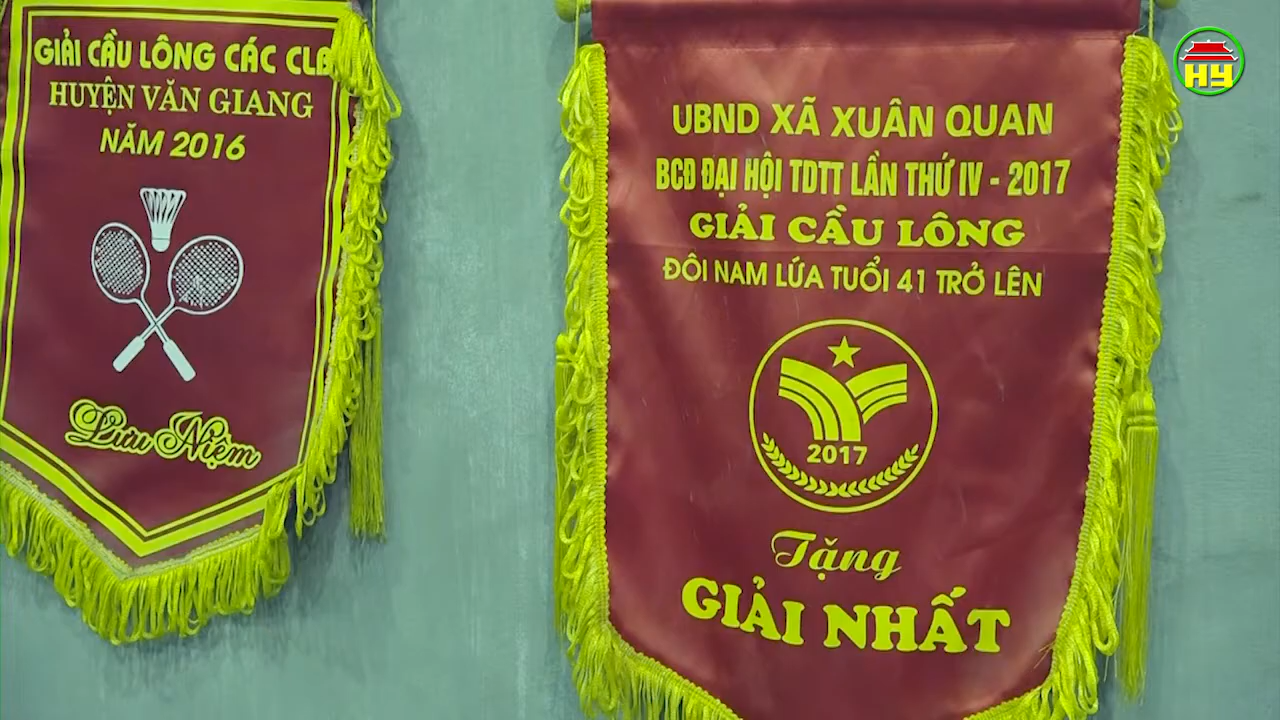 GIẢI CẦU LÔNG CÁC CLB
HUYỆN VĂN GIANG
NĂM 2016
Lưu Niệm
UBND XÃ XUÂN QUAN
BCĐ ĐẠI HỘI TDTT LẦN THỨ IV - 2017
GIẢI CẦU LÔNG
ĐÔI NAM LỨA TUỔI 41 TRỞ LÊN
2017
Tặng
GIẢI NHẤT
HY